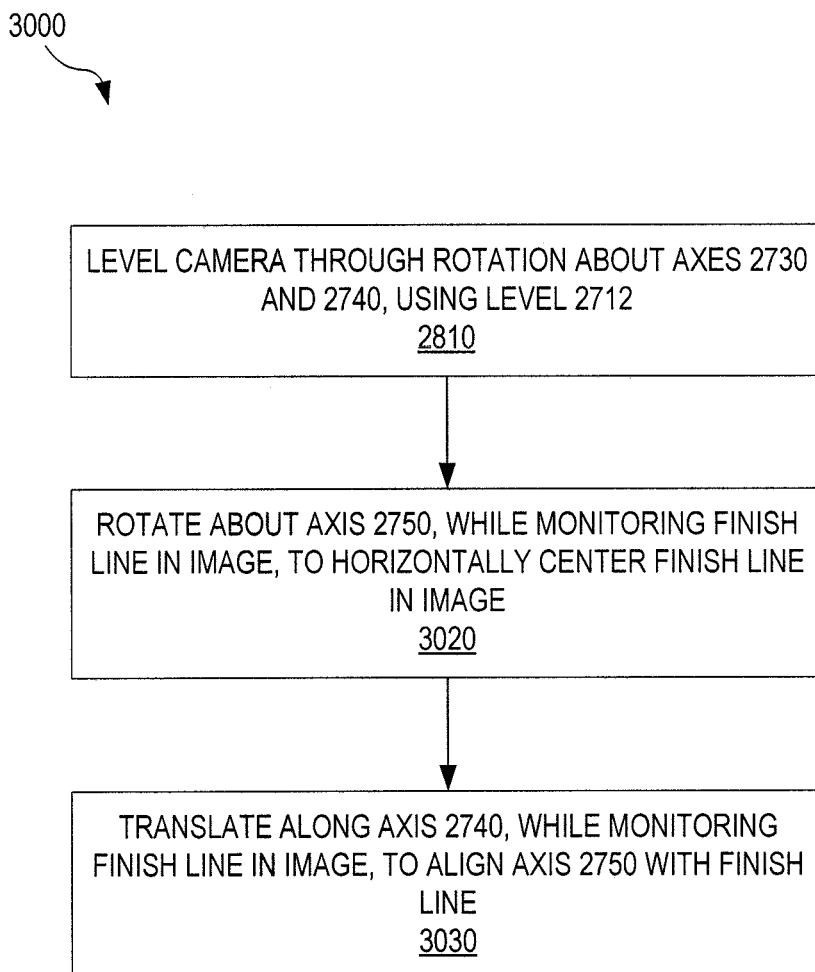 3000
LEVEL CAMERA THROUGH ROTATION ABOUT AXES 2730
AND 2740, USING LEVEL 2712
2810
ROTATE ABOUT AXIS 2750, WHILE MONITORING FINISH
LINE IN IMAGE, TO HORIZONTALLY CENTER FINISH LINE
IN IMAGE
3020
TRANSLATE ALONG AXIS 2740, WHILE MONITORING
FINISH LINE IN IMAGE, TO ALIGN AXIS 2750 WITH FINISH
LINE
3030